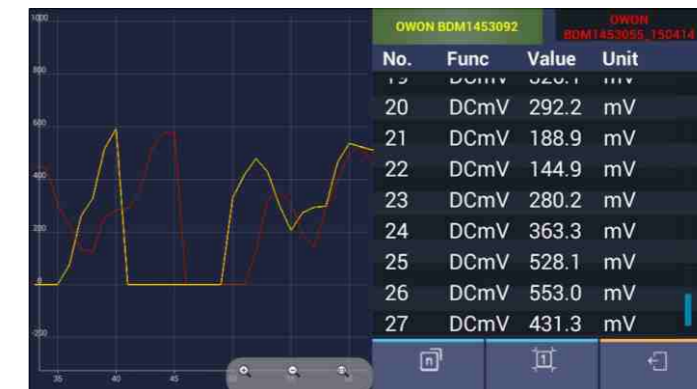 1000
800
600
400
200
0
-200
35
40
45
OWON BDM1453092
OWON
BDM1453055_150414
No. Func Value Unit
20 DCmV 292.2 mV
21 DCmV 188.9 mV
22 DCmV 144.9 mV
23 DCmV 280.2 mV
24 DCmV 363.3 mV
25 DCmV 528.1 mV
26 DCmV 553.0 mV
27 DCmV 431.3 mV
n
1